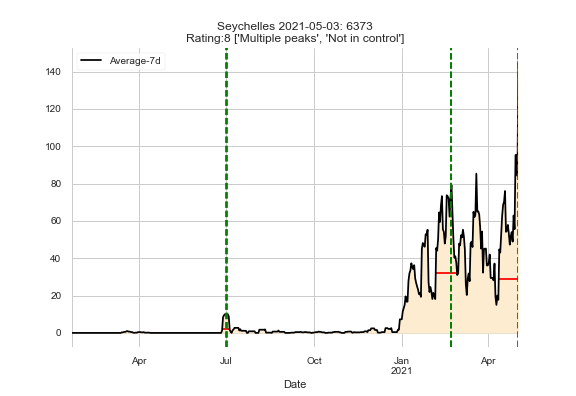 Seychelles 2021-05-03: 6373
Rating:8 ['Multiple peaks', 'Not in control']
Average-7d
140
120
100
80
60
40
20
0
Apr
Jul
Oct
Jan
2021
Apr
Date